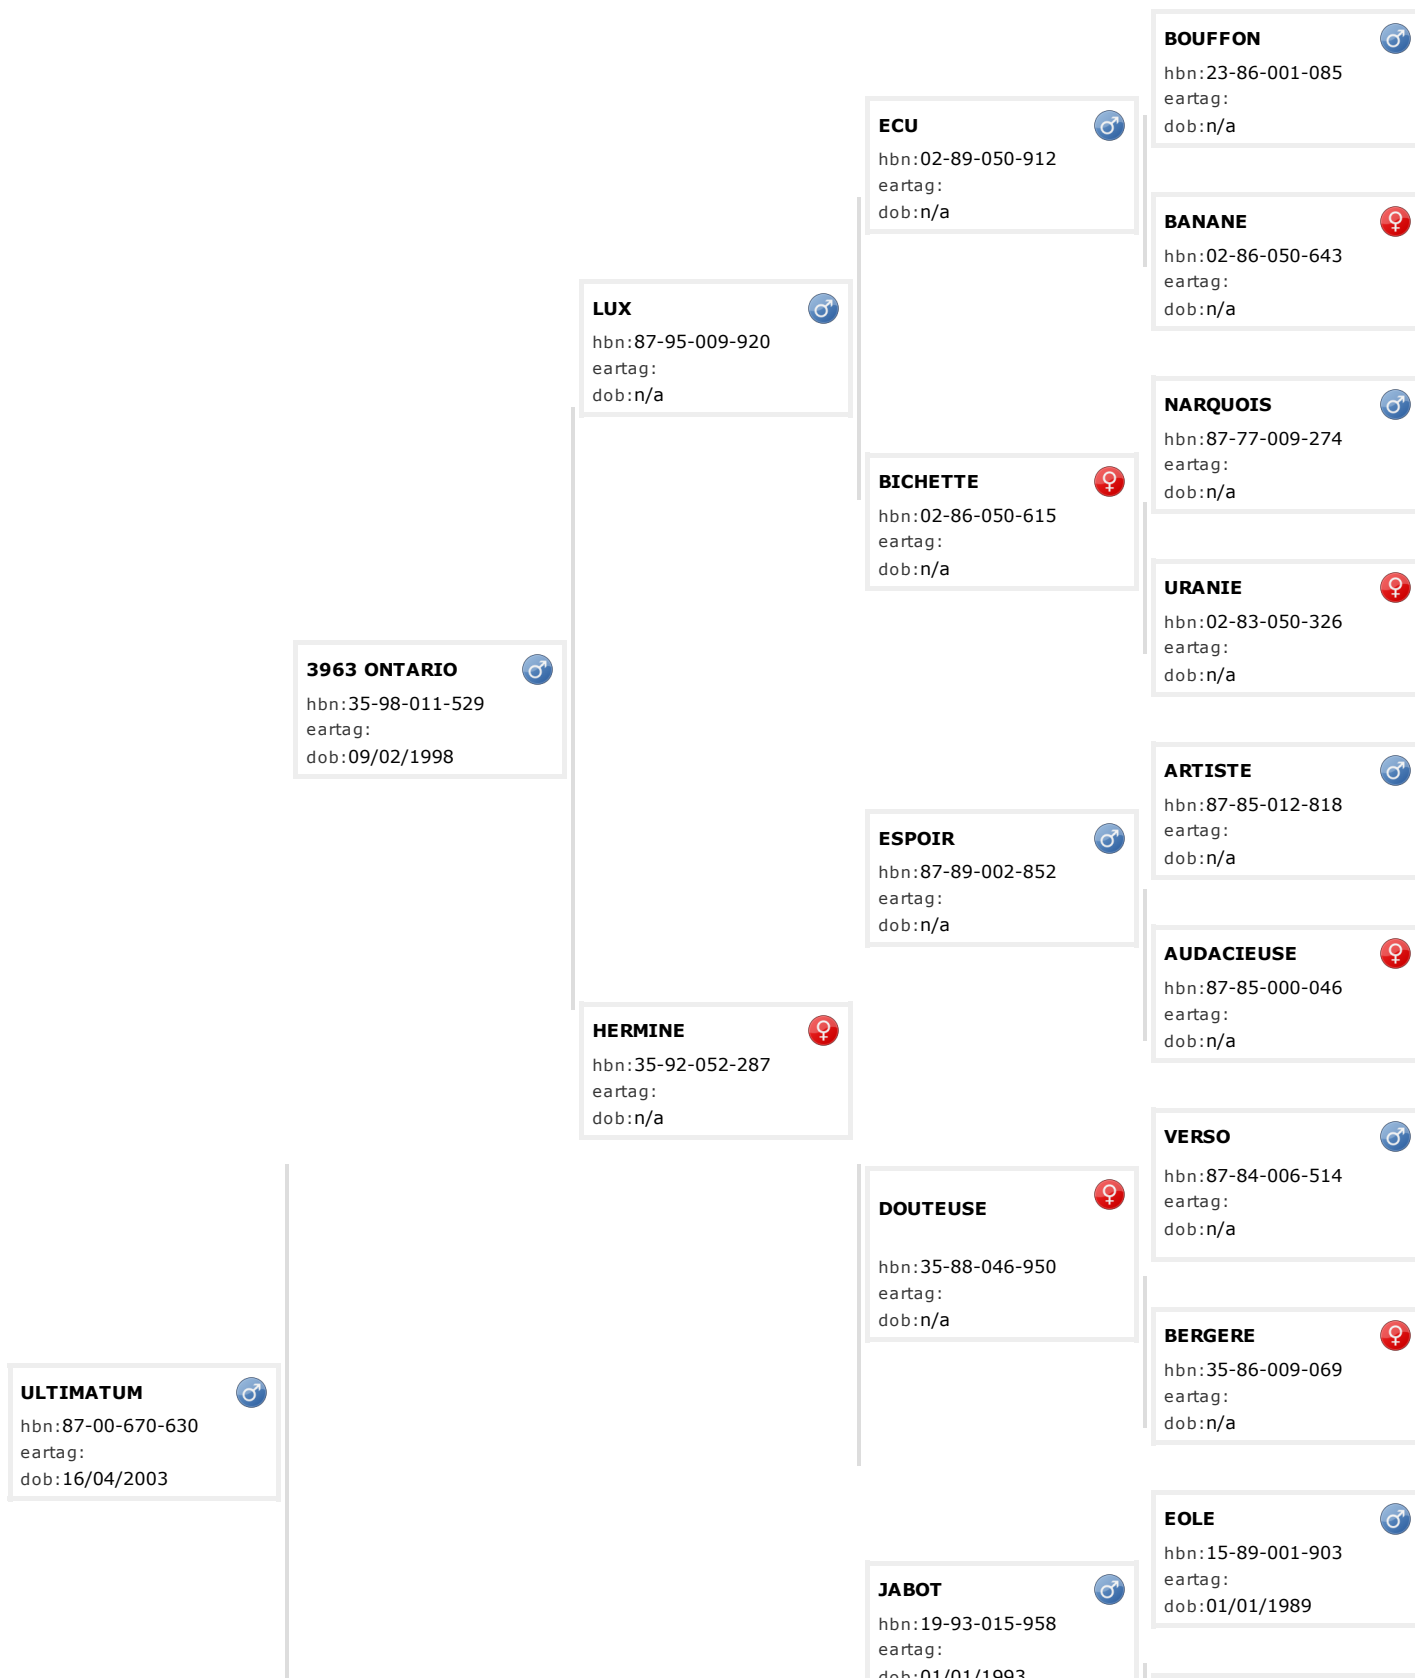 BOUFFON
hbn:23-86-001-085
eartag:
dob:n/a
ECU
hbn:02-89-050-912
eartag:
dob:n/a
BANANE
hbn:02-86-050-643
eartag:
dob:n/a
LUX
hbn:87-95-009-920
eartag:
dob:n/a
NARQUOIS
hbn:87-77-009-274
eartag:
dob:n/a
BICHETTE
hbn:02-86-050-615
eartag:
dob:n/a
URANIE
hbn:02-83-050-326
eartag:
dob:n/a
3963 ONTARIO
hbn:35-98-011-529
eartag:
dob:09/02/1998
ARTISTE
hbn:87-85-012-818
eartag:
dob:n/a
ESPOIR
hbn:87-89-002-852
eartag:
dob:n/a
AUDACIEUSE
hbn:87-85-000-046
eartag:
dob:n/a
HERMINE
hbn:35-92-052-287
eartag:
dob:n/a
VERSO
hbn:87-84-006-514
eartag:
dob:n/a
DOUTEUSE
hbn:35-88-046-950
eartag:
dob:n/a
BERGERE
hbn:35-86-009-069
eartag:
dob:n/a
ULTIMATUM
hbn:87-00-670-630
eartag:
dob:16/04/2003
EOLE
hbn:15-89-001-903
eartag:
dob:01/01/1989
JABOT
hbn:19-93-015-958
eartag:
dob:01/01/1993